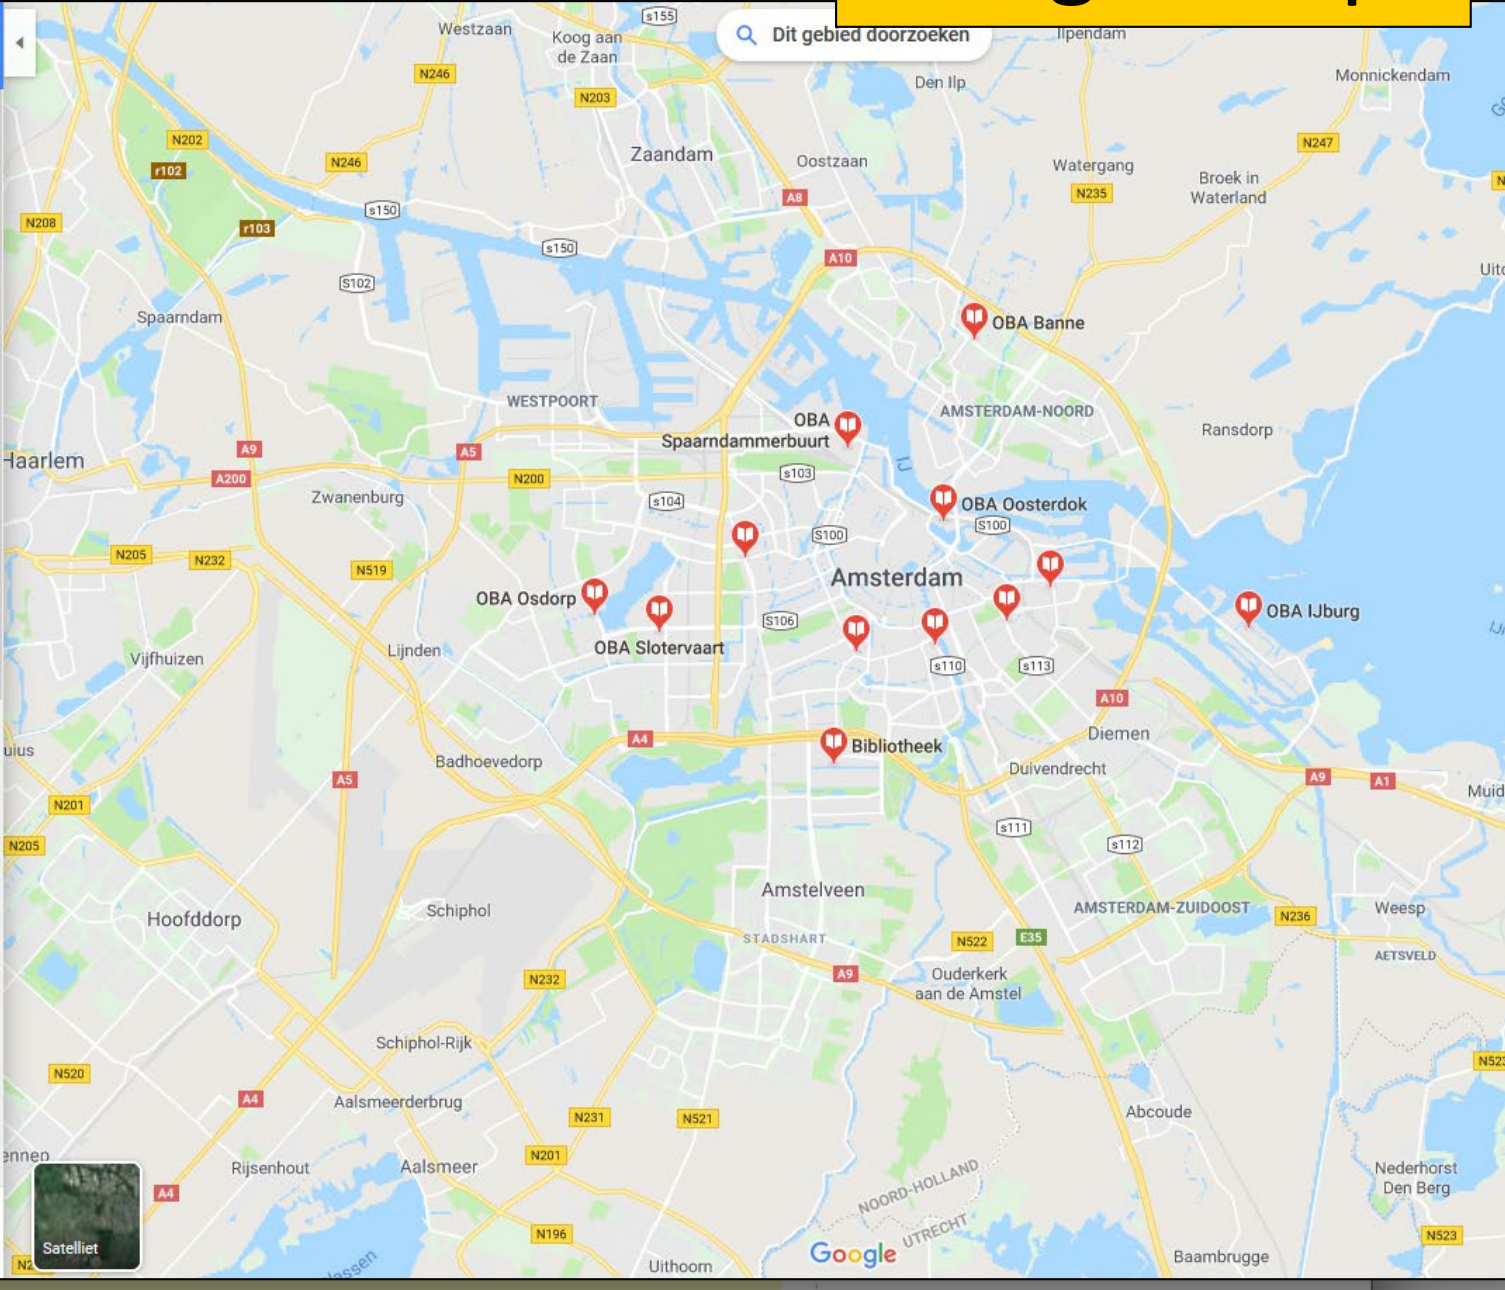 s155
Westzaan
Koog aan
de Zaan
Dit gebied doorzoeken
Ilpendam
N246
N203
Den Ilp
Monnickendam
N202
r102
N246
Zaandam
Oostzaan
Watergang
N235
N247
Broek in
Waterland
A8
N208
s150
r103
s150
A10
S102
Spaarndam
OBA Banne
WESTPOORT
AMSTERDAM-NOORD
OBA
Spaarndammerbuurt
Ransdorp
A9
A5
Haarlem
A200
N200
s103
IJ
Zwanenburg
s104
OBA Oosterdok
S100
S100
N205
N232
N519
Amsterdam
OBA Osdorp
OBA IJburg
S106
OBA Slotervaart
Lijnden
Vijfhuizen
s110
s113
A10
A4
Bibliotheek
Diemen
Badhoevedorp
Duivendrecht
A5
A9
A1
Muid
N201
s111
N205
s112
Amstelveen
Hoofddorp
Schiphol
AMSTERDAM-ZUIDOOST
N236
Weesp
STADSHART
N522
E35
AETSVELD
N232
A9
Ouderkerk
aan de Amstel
Schiphol-Rijk
N520
N523
A4
Aalsmeerderbrug
N231
N521
Abcoude
ennep
N201
Rijsenhout
Aalsmeer
A4
NOORD-HOLLAND
UTRECHT
Nederhorst
Den Berg
N196
N523
Satelliet
Google
Uithoorn
Baambrugge